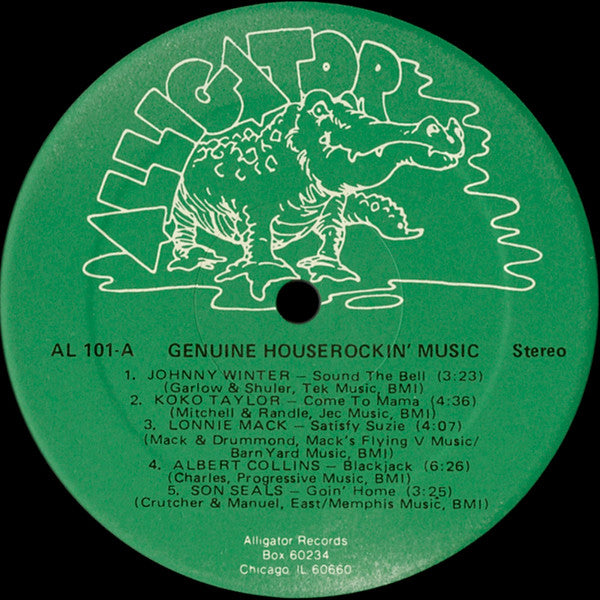 ALLIGATOR
AL 101-A GENUINE HOUSEROCKIN' MUSIC Stereo
1. JOHNNY WINTER – Sound The Bell (3:23)
(Garlow & Shuler, Tek Music, BMI)
2. KOKO TAYLOR – Come To Mama (4:36)
(Mitchell & Randle, Jec Music, BMI)
3. LONNIE MACK – Satisfy Suzie (4:07)
(Mack & Drummond, Mack's Flying V Music/
BarnYard Music, BMI)
4. ALBERT COLLINS – Blackjack (6:26)
(Charles, Progressive Music, BMI)
5. SON SEALS – Goin' Home (3:25)
(Crutcher & Manuel, East/Memphis Music, BMI)
Alligator Records
Box 60234
Chicago IL 60660